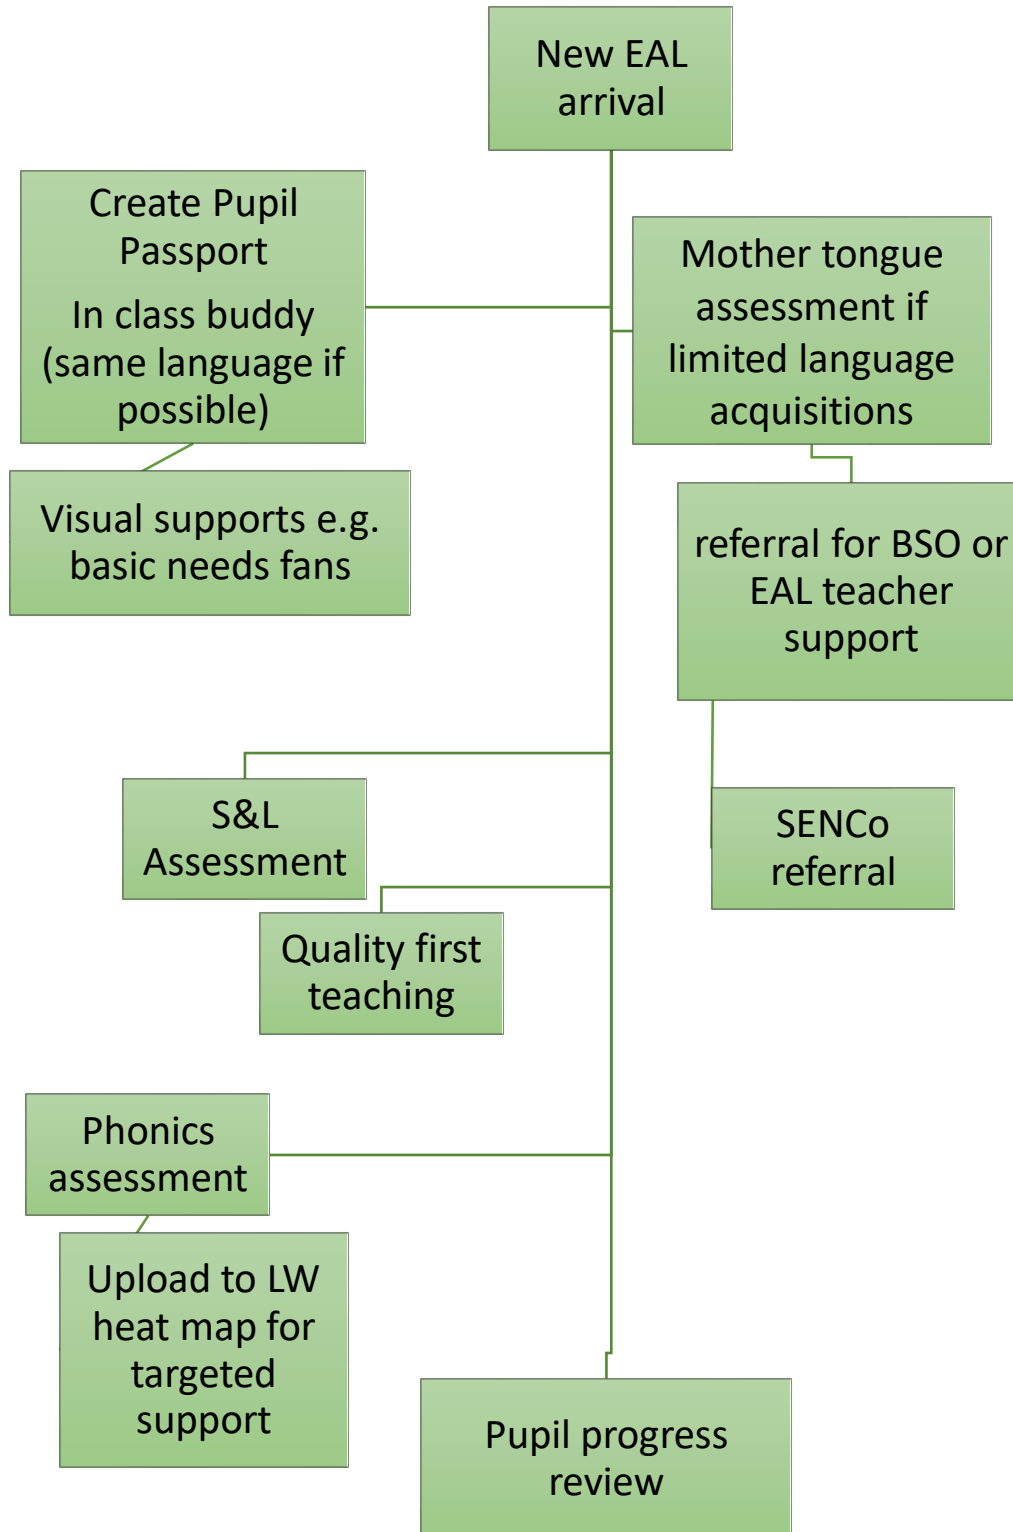 New EAL
arrival
Create Pupil
Passport
In class buddy
(same language if
possible)
Mother tongue
assessment if
limited language
acquisitions
Visual supports e.g.
basic needs fans
referral for BSO or
EAL teacher
support
S&L
Assessment
SENCo
referral
Quality first
teaching
Phonics
assessment
Upload to LW
heat map for
targeted
support
Pupil progress
review